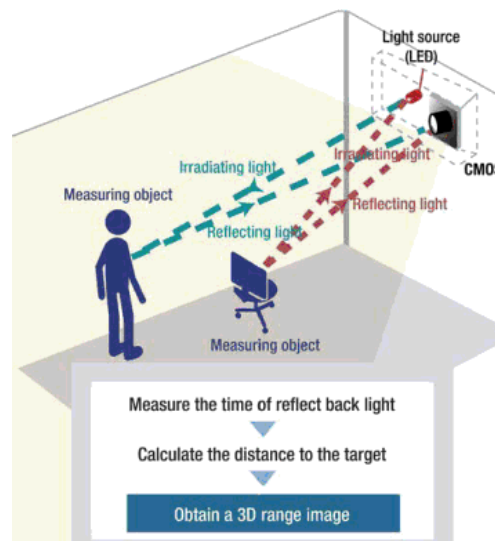 Light source
(LED)
Irradiating light
Irradiating light
CMOS
Measuring object
Reflecting light
Reflecting light
Measuring object
Measure the time of reflect back light
Calculate the distance to the target
Obtain a 3D range image